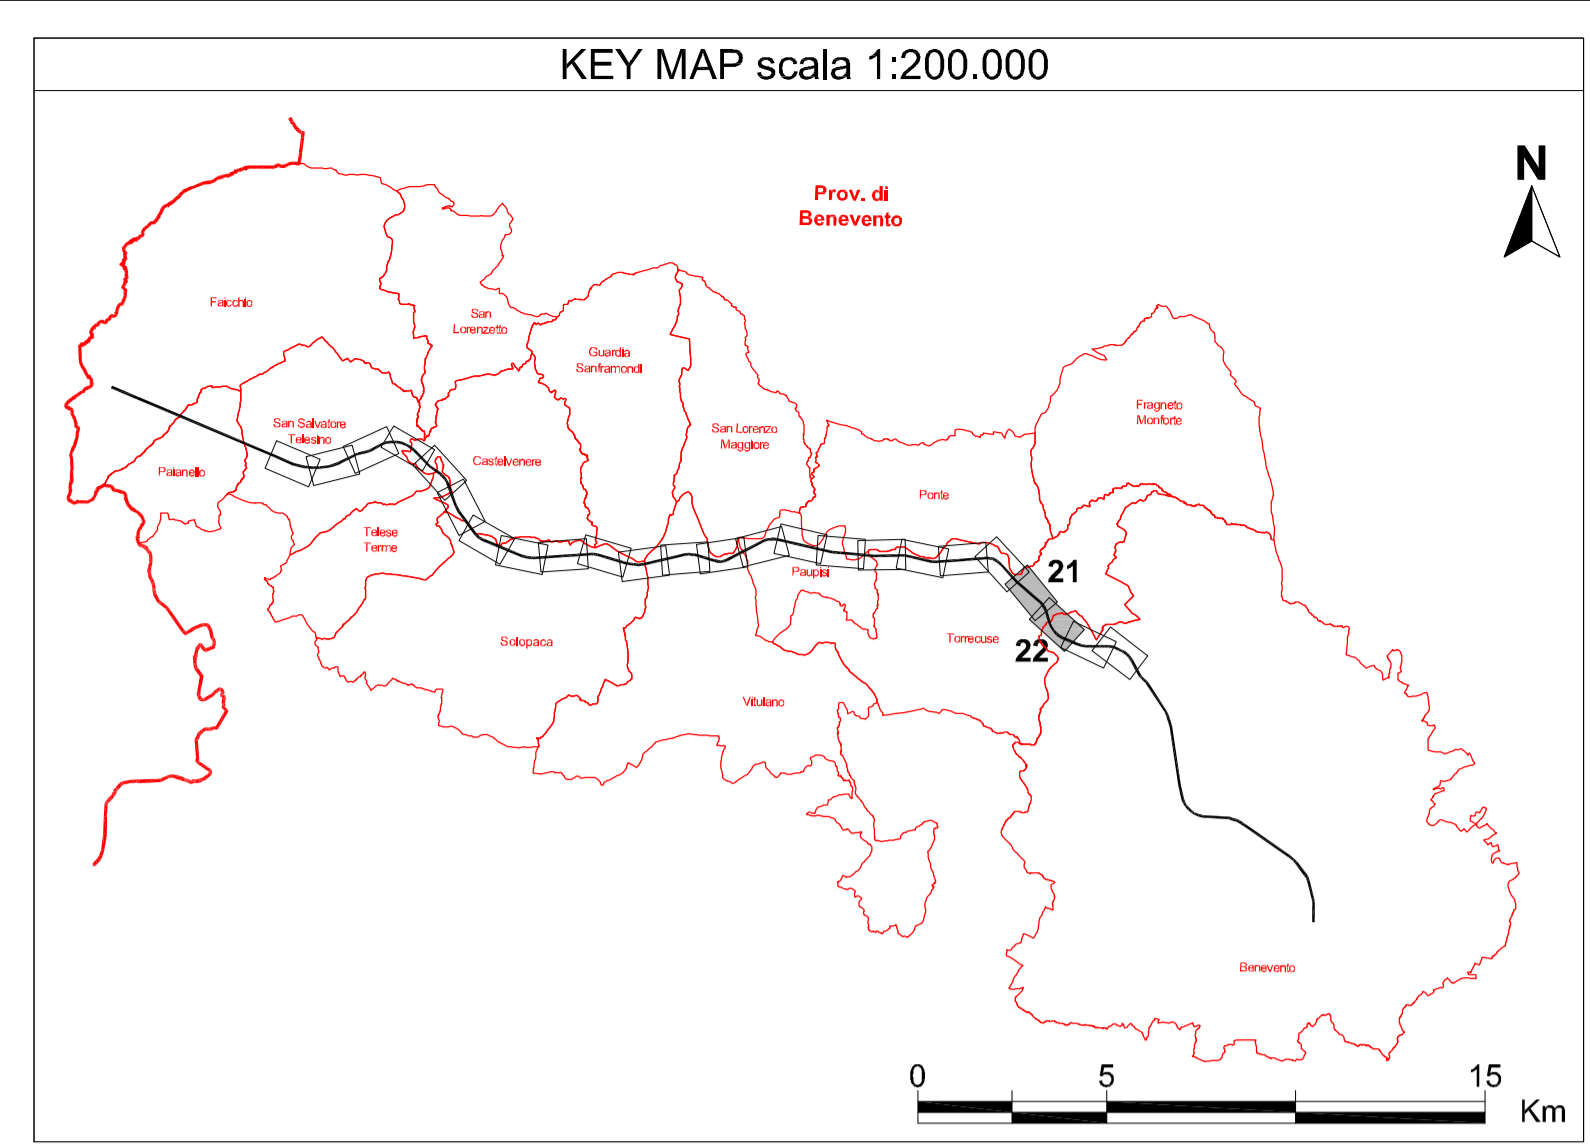 KEY MAP scala 1:200.000
N
Prov. di
Benevento
Faicchio
San
Lorenzetto
Guardia
Sanframondi
Fragneto
Monforte
San Salvatore
Telesino
San Lorenzo
Maggiore
Paianello
Castelvenere
Ponte
Telese
Terme
Paupisi
21
Solopaca
Torrecuse
22
Vitulano
Benevento
0 5 15
Km